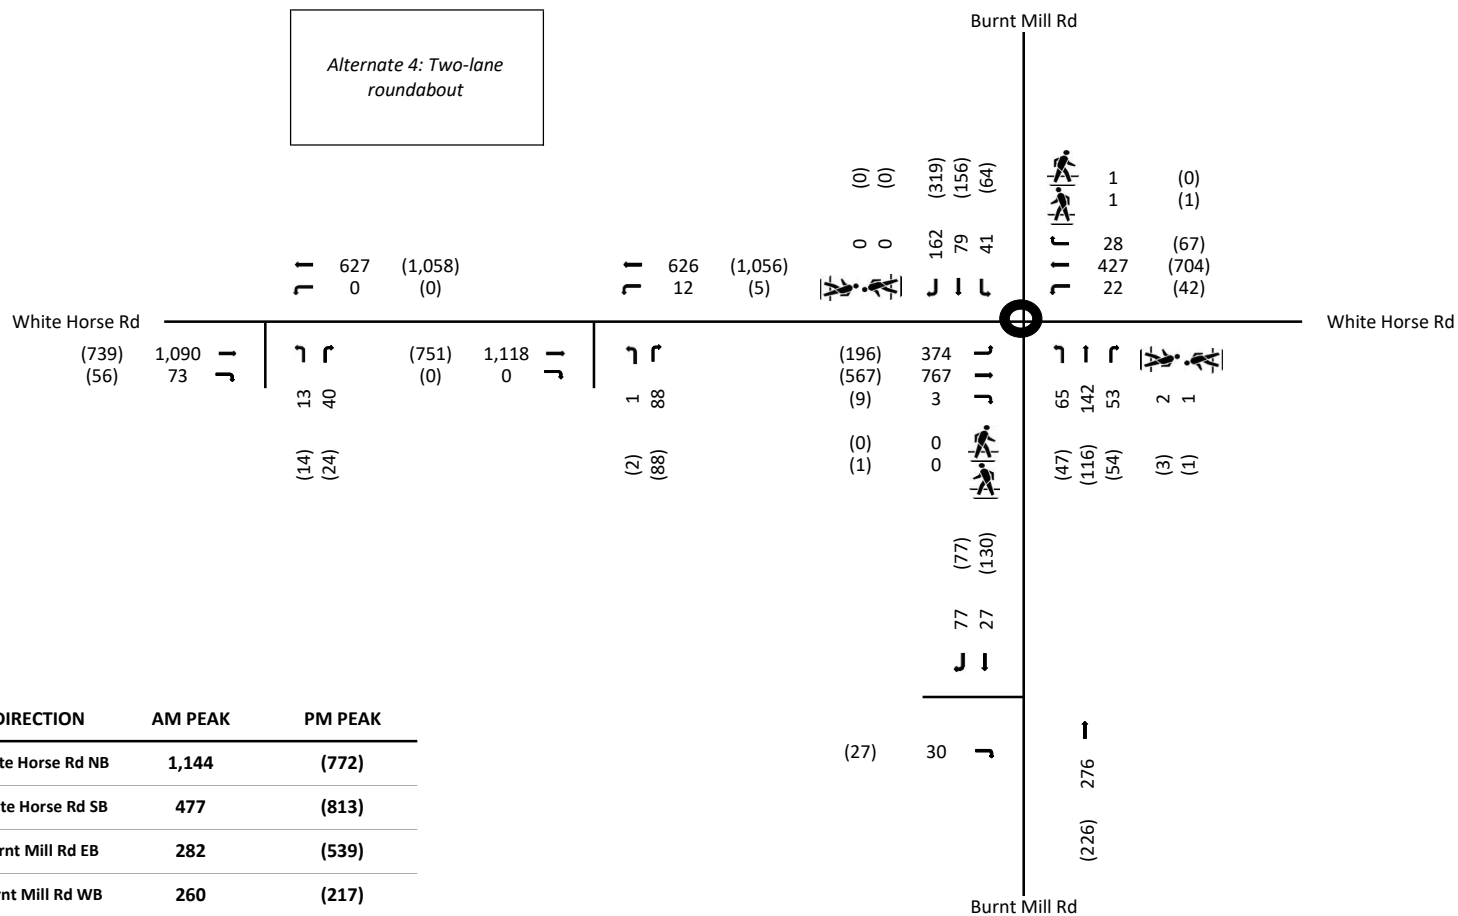 Burnt Mill Rd
Alternate 4: Two-lane
roundabout
(0) (0) (319) (156) (64)
1 (0)
1 (1)
0 0 162 79 41
28 (67)
627 (1,058) 626 (1,056) 427 (704)
0 (0) 12 (5) 22 (42)
White Horse Rd White Horse Rd
(739) 1,090 13 40 (751) 1,118 1 88 (196) 374 65 142 53 2 1
(56) 73 (0) 0 (567) 767
(9) 3
(14) (24) (2) (88) (0) 0 (47) (116) (54) (3) (1)
(1) 0
(77) (130)
77 27
DIRECTION AM PEAK PM PEAK
te Horse Rd NB 1,144 (772)
te Horse Rd SB 477 (813)
rnt Mill Rd EB 282 (539)
nt Mill Rd WB 260 (217)
(27) 30 276
(226)
Burnt Mill Rd